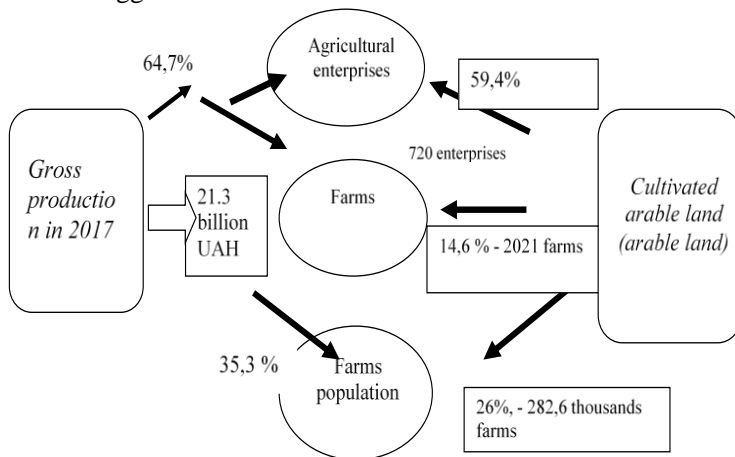 Agricultural
enterprises
64,7%
59,4%
720 enterprises
Gross
productio
n in 2017
21.3
billion
UAH
Farms
Cultivated
arable land
(arable land)
14,6 % - 2021 farms
35,3 %
Farms
population
26%, - 282,6 thousands
farms